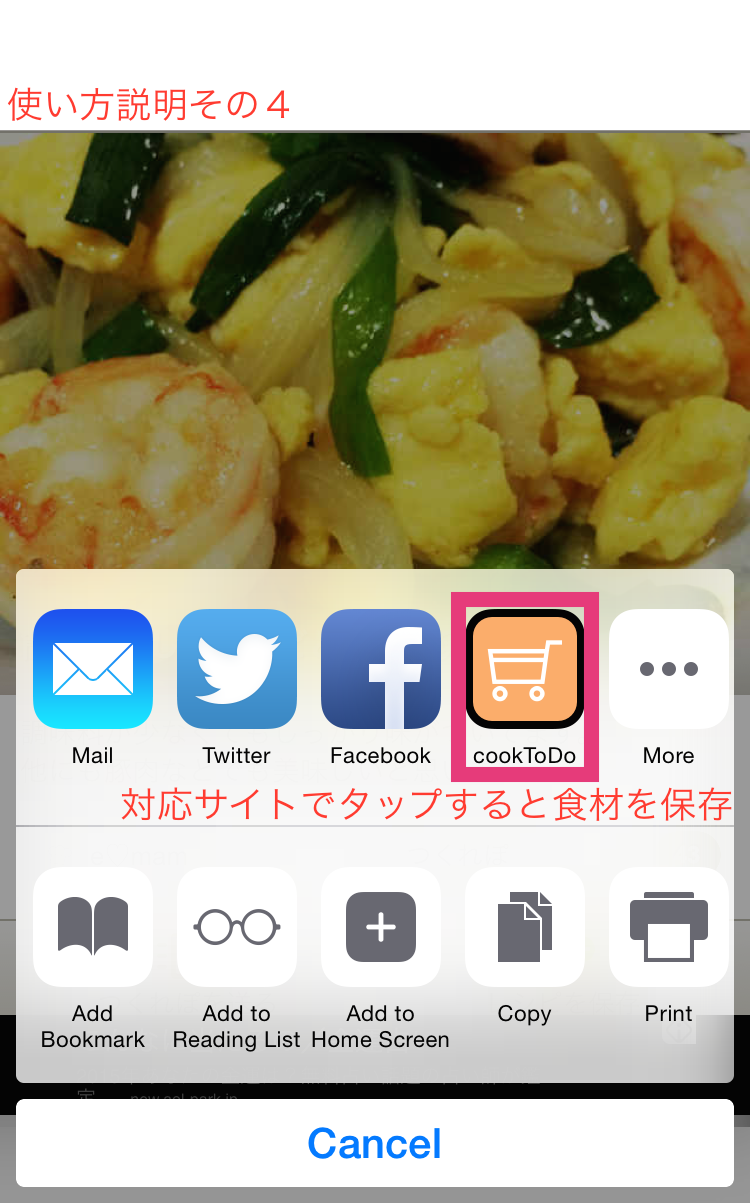 使い方説明その４
Mail
Twitter
Facebook
cookToDo
More
対応サイトでタップすると食材を保存
Add
Bookmark
Add to
Reading List
Add to
Home Screen
Copy
Print
Cancel